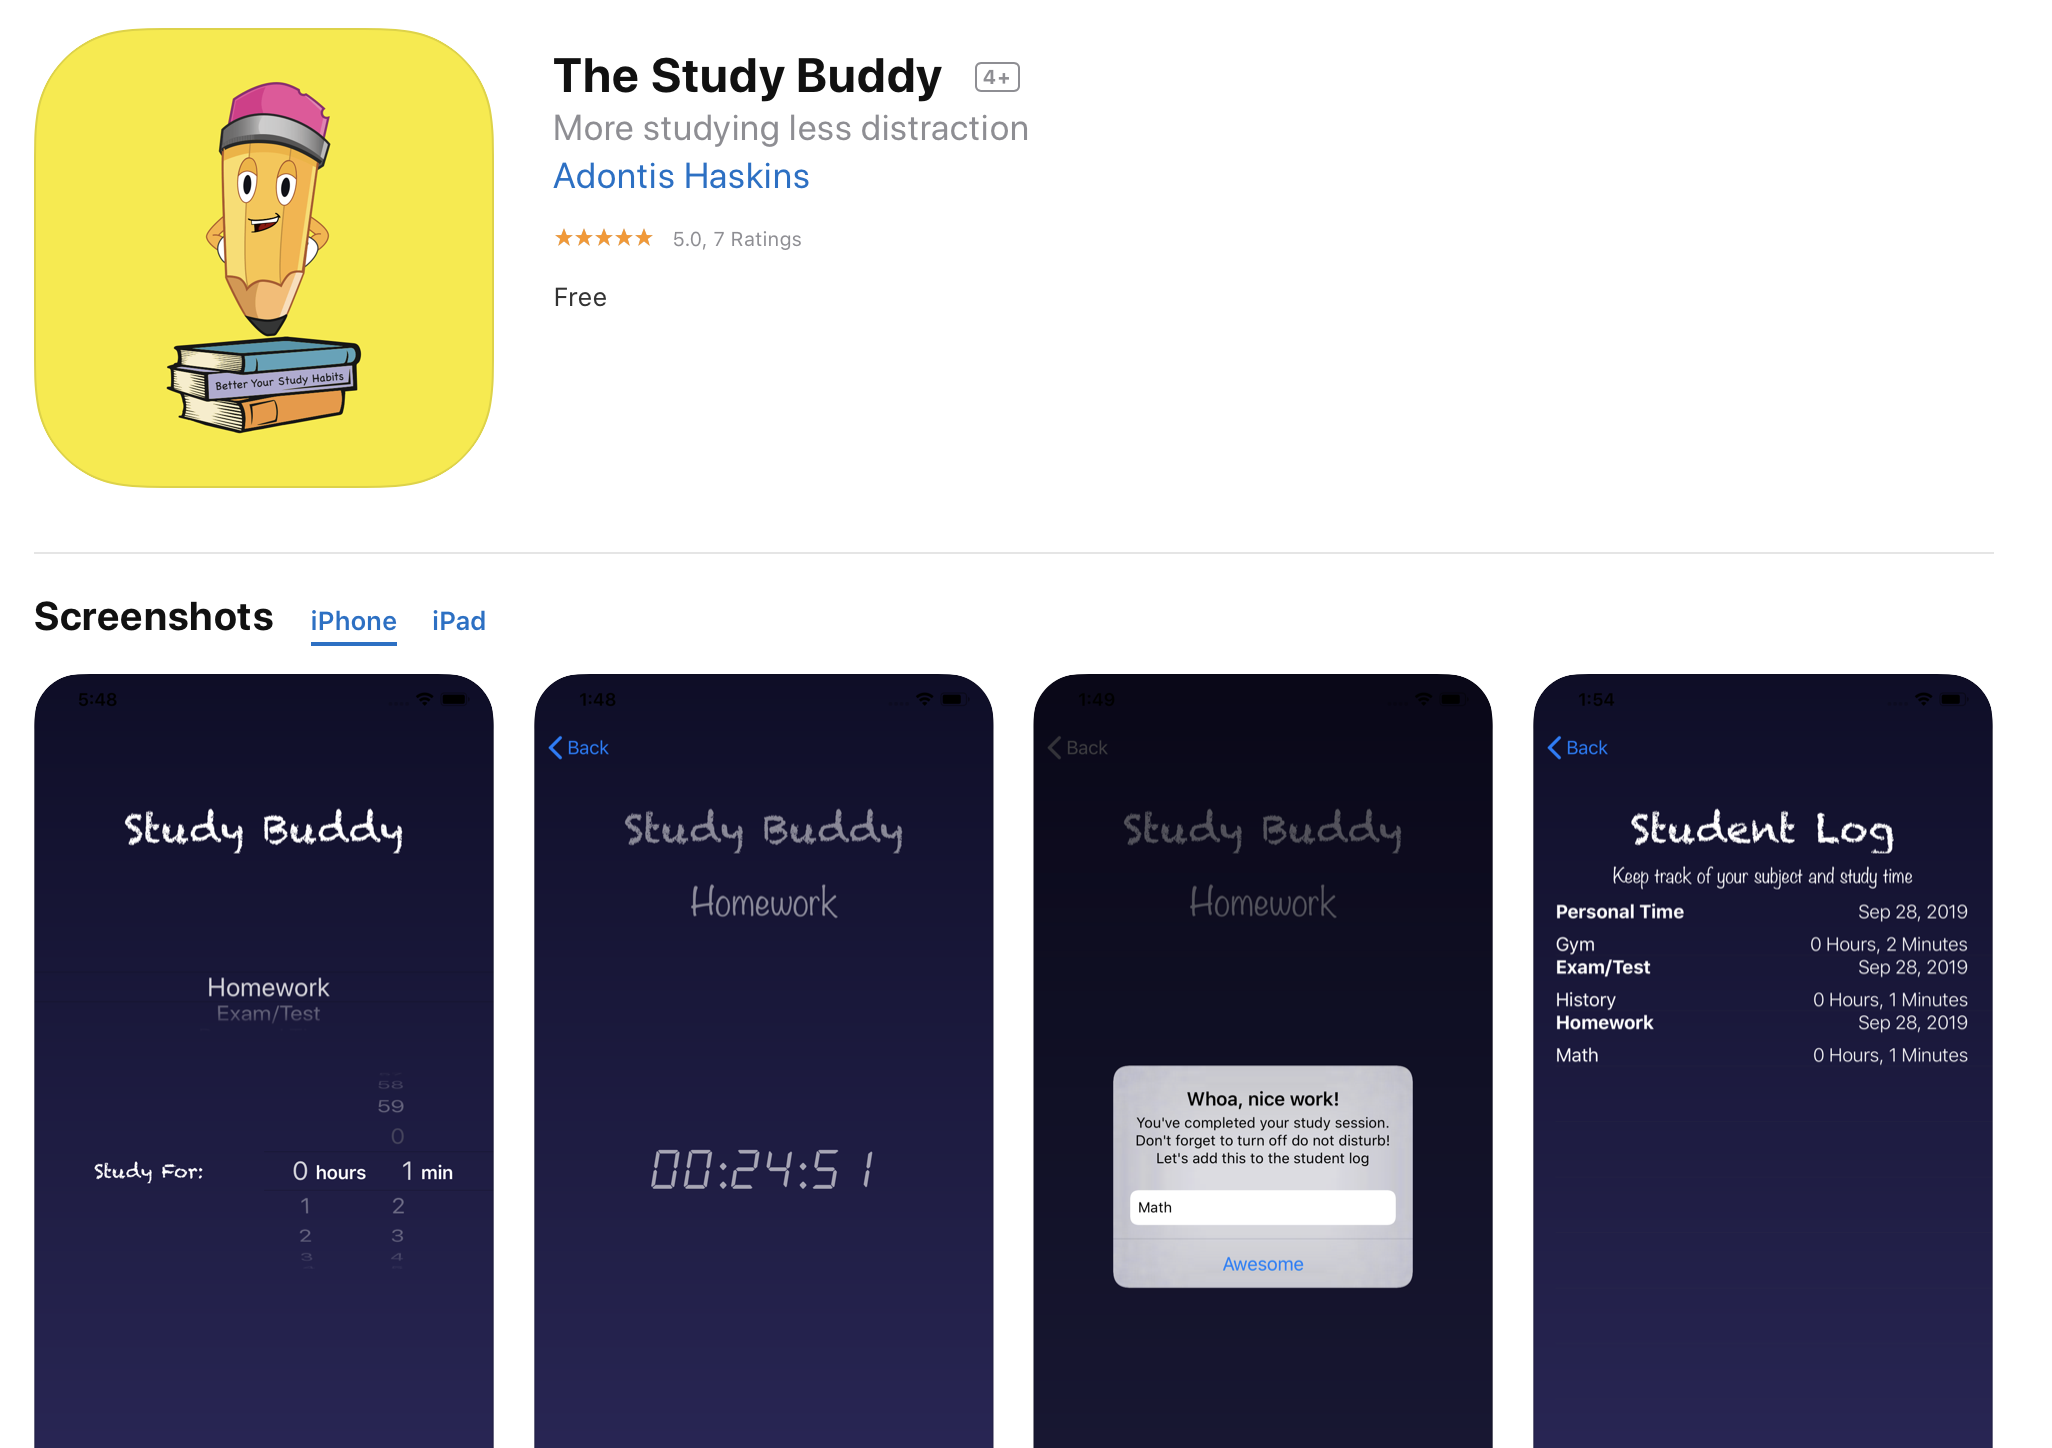 The Study Buddy 4+
More studying less distraction
Adontis Haskins
★★★★★ 5.0, 7 Ratings
Free
Better Your Study Habits
Screenshots iPhone iPad
5:48
Study Buddy
Homework
Exam/Test
58
59
0
Study For: 0 hours 1 min
1 2
2 3
3 4
1:48
Back
Study Buddy
Homework
00:24:51
1:49
Back
Study Buddy
Homework
Whoa, nice work!
You've completed your study session.
Don't forget to turn off do not disturb!
Let's add this to the student log
Math
Awesome
1:54
Back
Student Log
Keep track of your subject and study time
Personal Time Sep 28, 2019
Gym 0 Hours, 2 Minutes
Exam/Test Sep 28, 2019
History 0 Hours, 1 Minutes
Homework Sep 28, 2019
Math 0 Hours, 1 Minutes